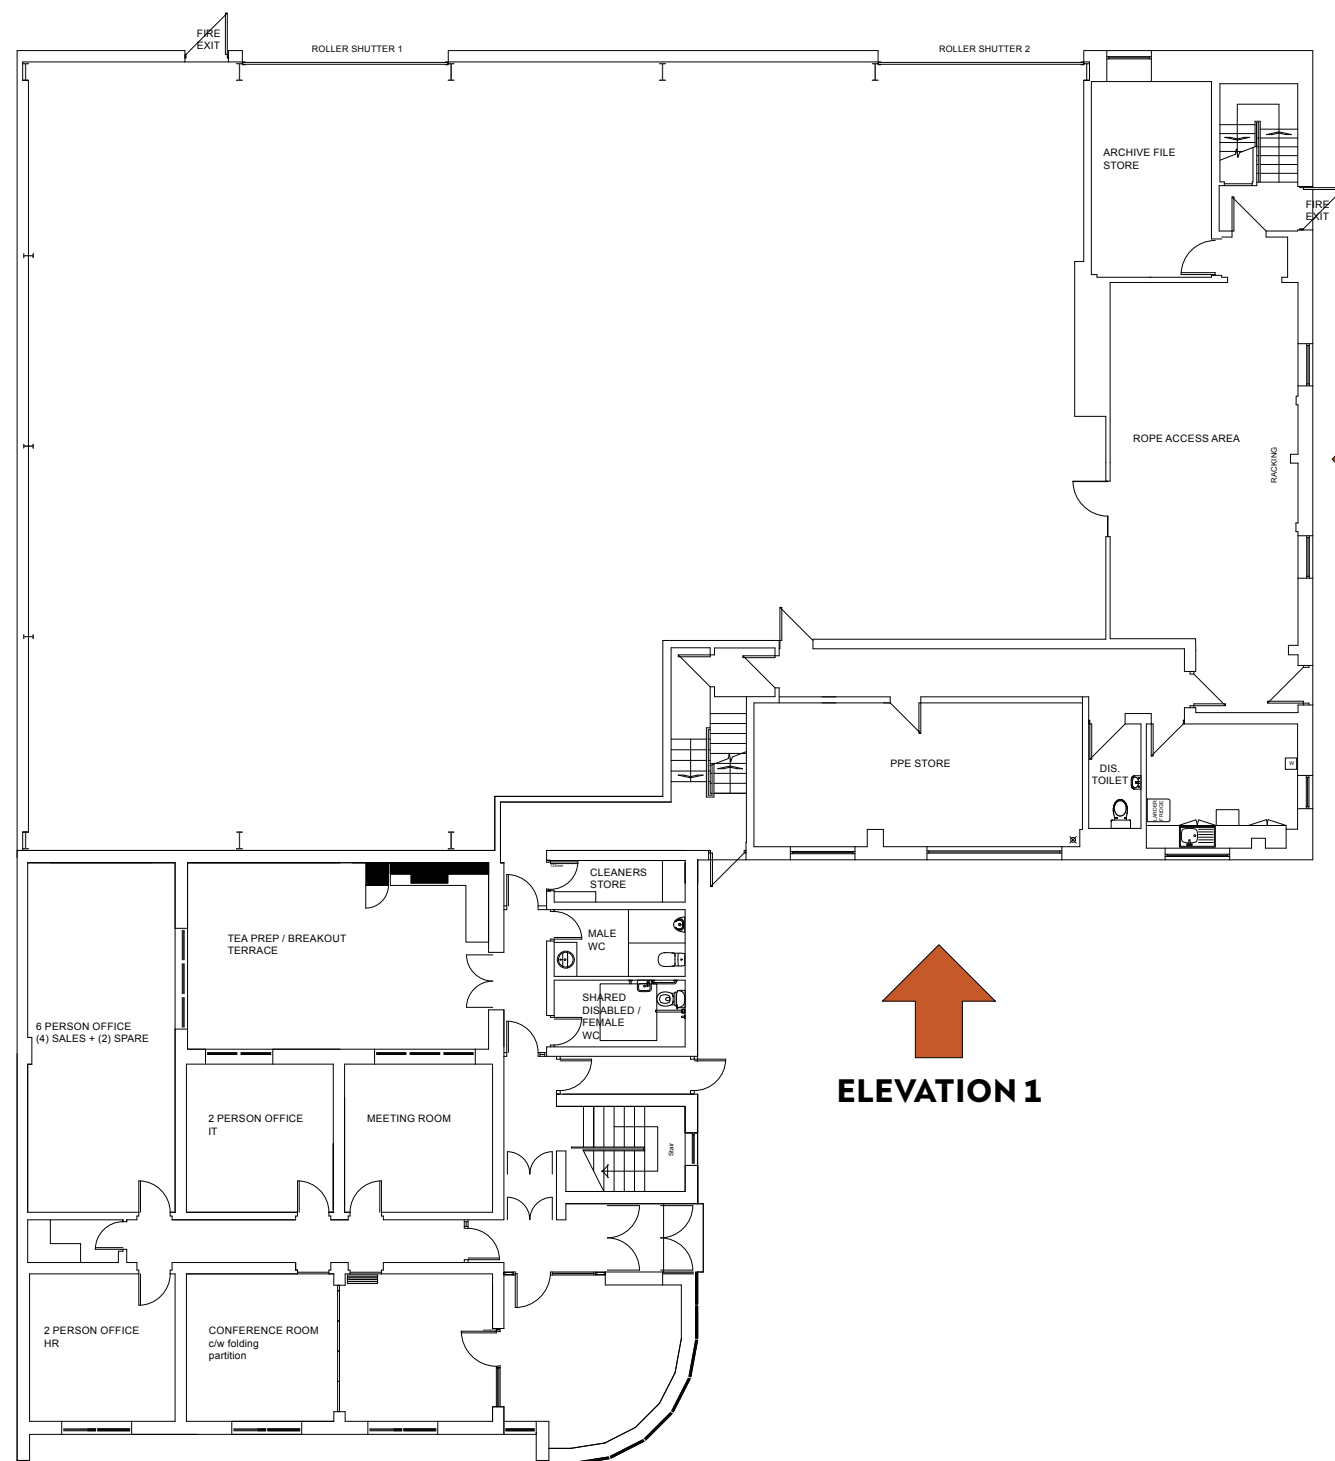 FIRE
EXIT
ROLLER SHUTTER 1
ROLLER SHUTTER 2
ARCHIVE FILE
STORE
FIRE
EXIT
ROPE ACCESS AREA
RACKING
PPE STORE
DIS.
TOILET
W
LARDER
FRIDGE
CLEANERS
STORE
MALE
WC
TEA PREP / BREAKOUT
TERRACE
SHARED
DISABLED /
FEMALE
WC
6 PERSON OFFICE
(4) SALES + (2) SPARE
ELEVATION 1
2 PERSON OFFICE
IT
MEETING ROOM
Stair
2 PERSON OFFICE
HR
CONFERENCE ROOM
c/w folding
partition